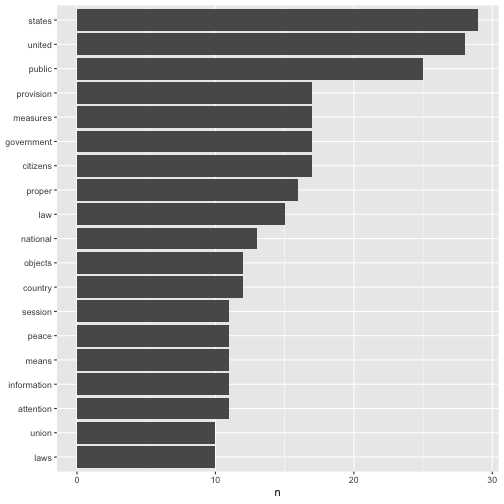 states
united
public
provision
measures
government
citizens
proper
law
national
objects
country
session
peace
means
information
attention
union
laws
0 10 20 30
n